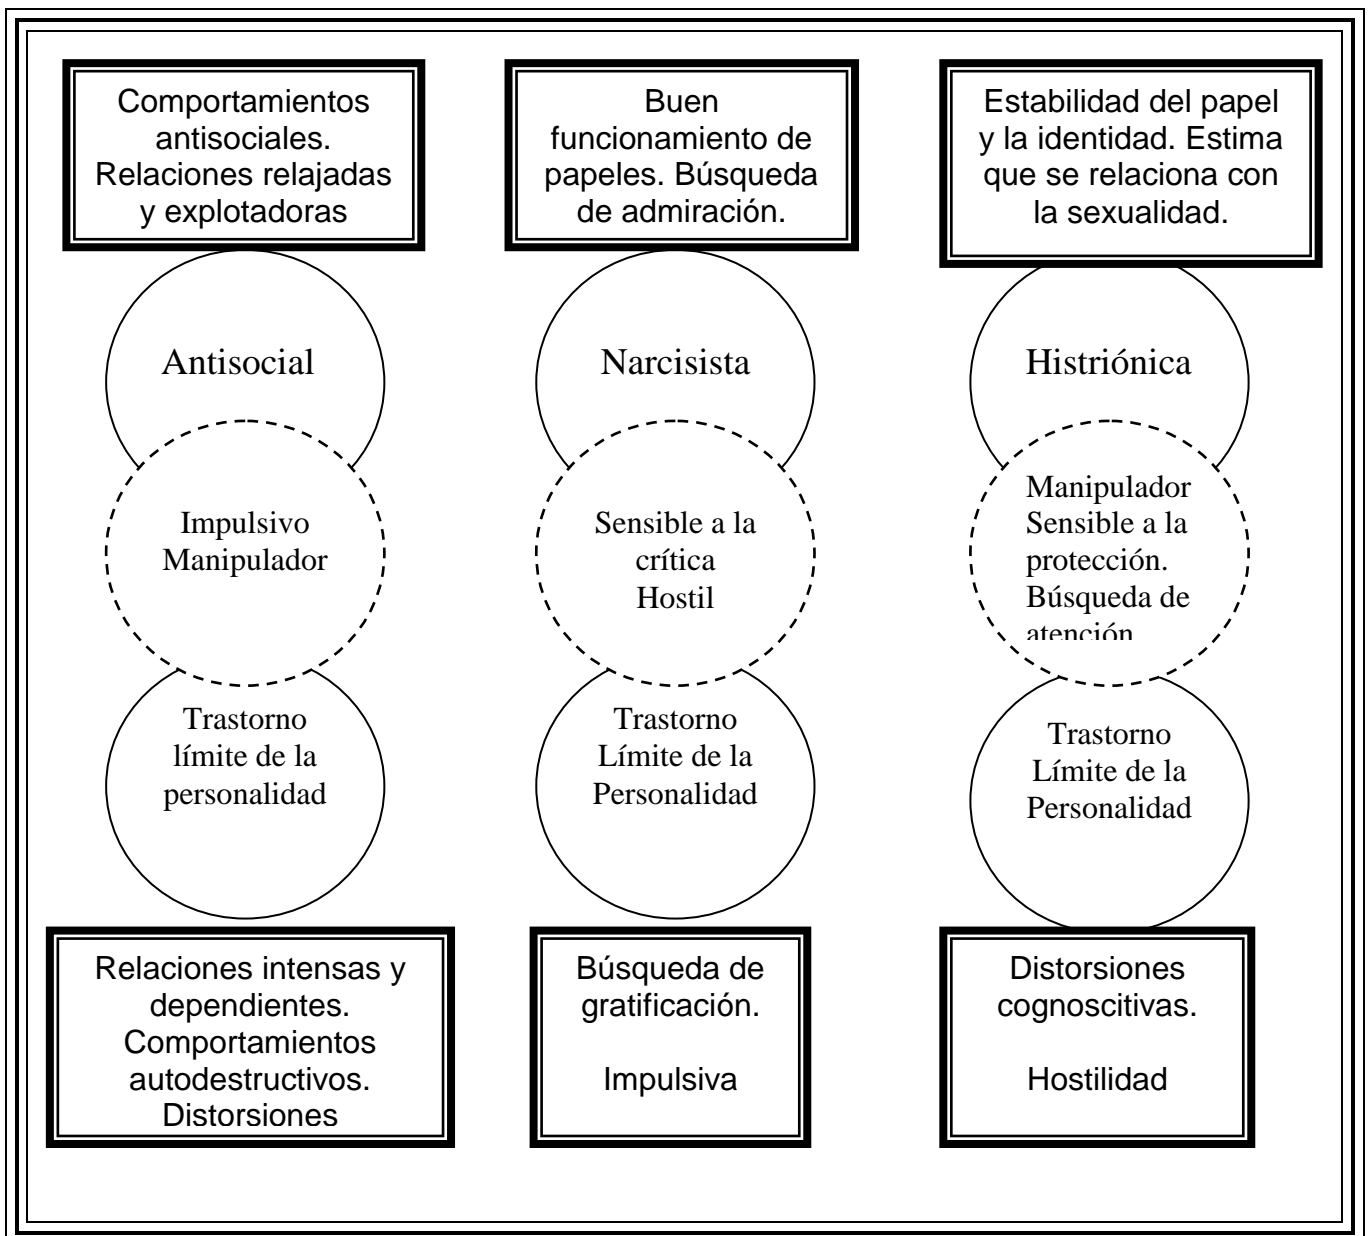 Comportamientos
antisociales.
Relaciones relajadas
y explotadoras
Buen
funcionamiento de
papeles. Búsqueda
de admiración.
Estabilidad del papel
y la identidad. Estima
que se relaciona con
la sexualidad.
Antisocial
Narcisista
Histriónica
Impulsivo
Manipulador
Sensible a la
crítica
Hostil
Manipulador
Sensible a la
protección.
Búsqueda de
atención
Trastorno
límite de la
personalidad
Trastorno
Límite de la
Personalidad
Trastorno
Límite de la
Personalidad
Relaciones intensas y
dependientes.
Comportamientos
autodestructivos.
Distorsiones
Búsqueda de
gratificación.
Impulsiva
Distorsiones
cognoscitivas.
Hostilidad